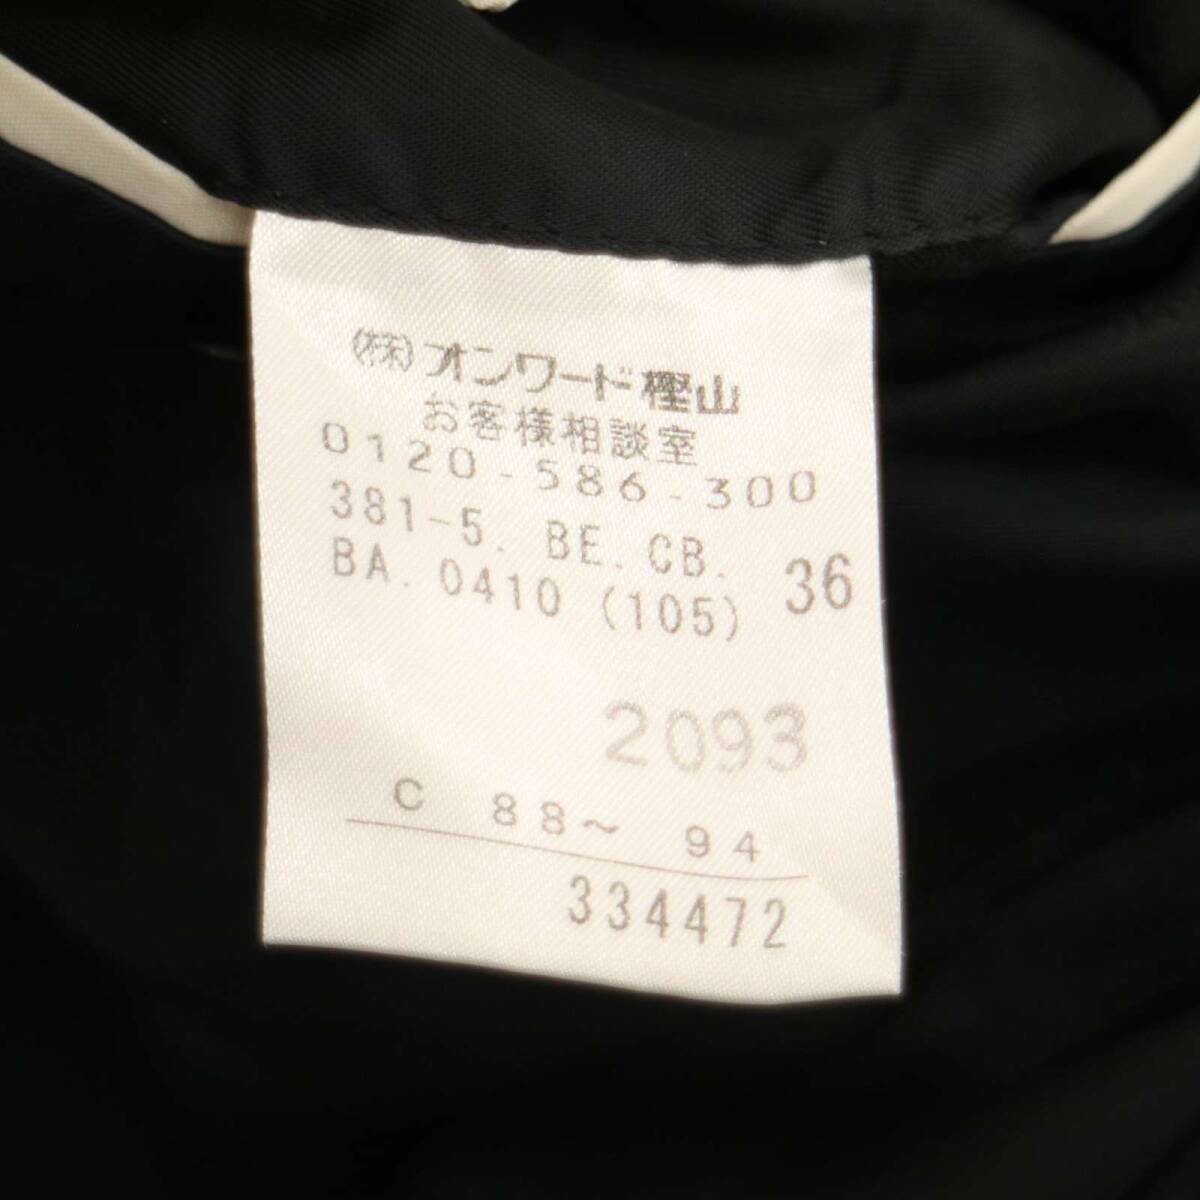 (株)オンワード樫山
お客様相談室
0120-586-300
381-5. BE. CB. 36
BA. 0410 (105)
2093
C 88～ 94
334472